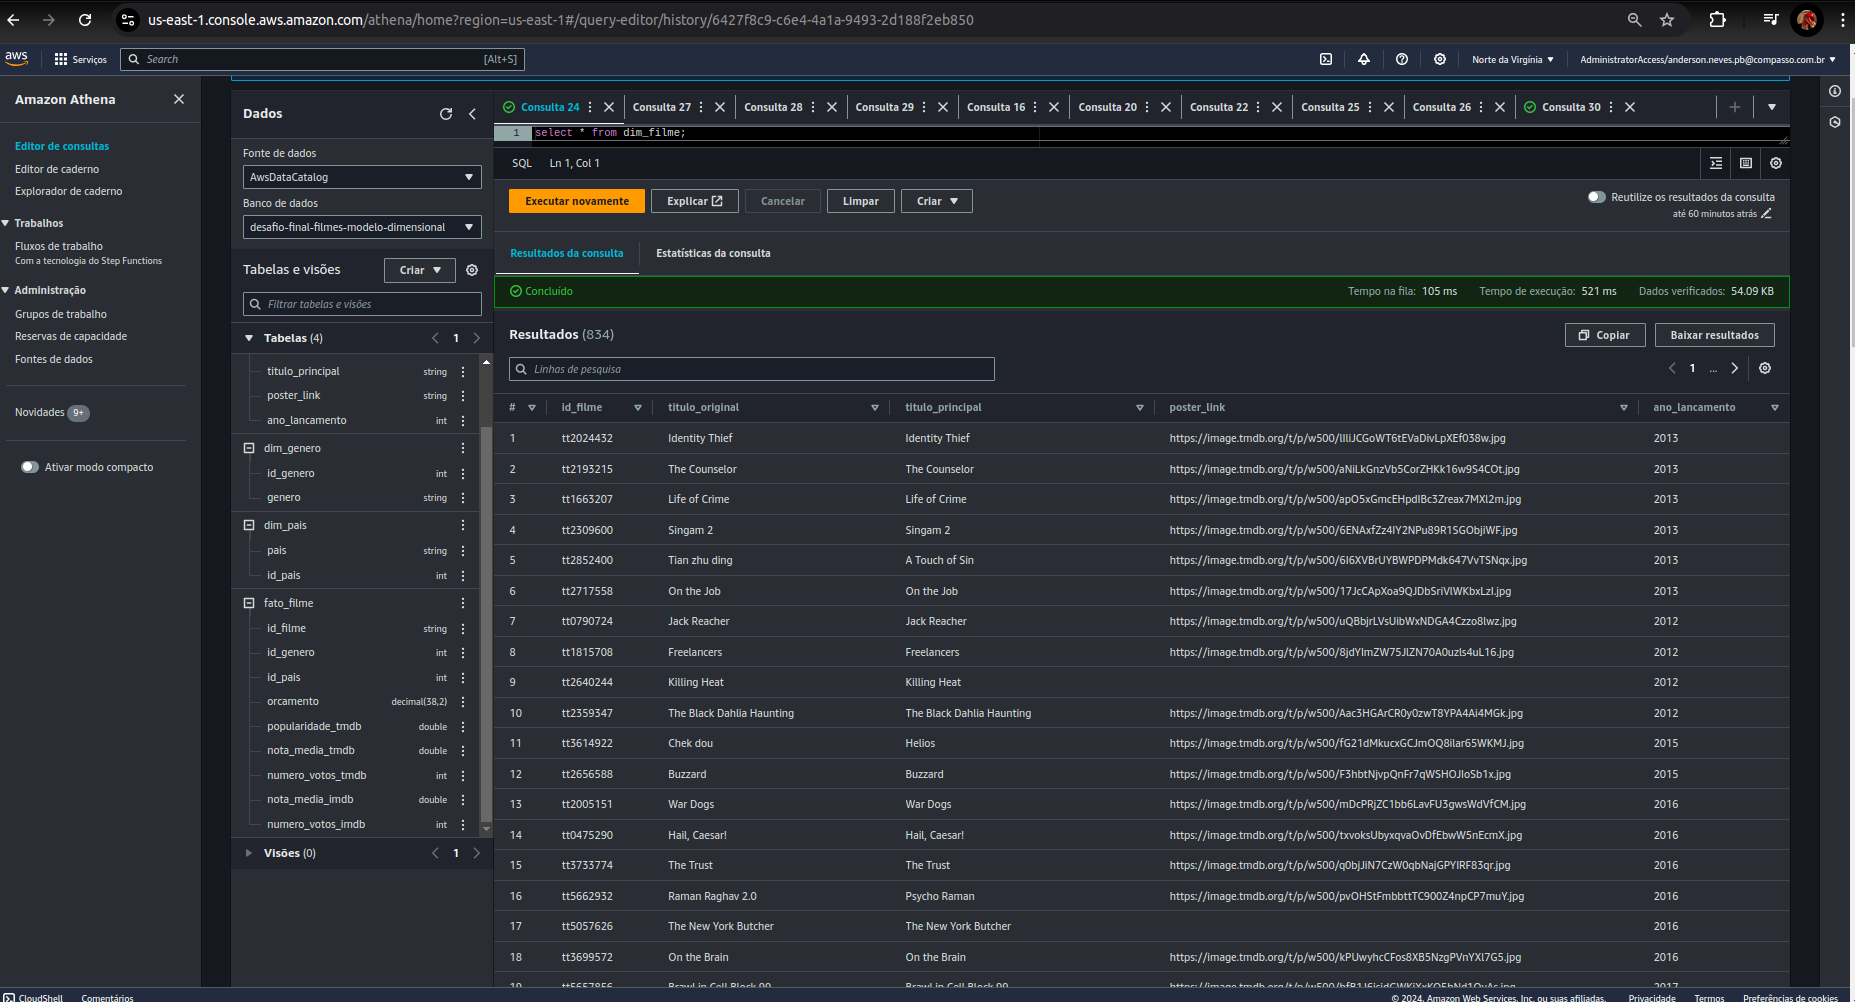 us-east-1.console.aws.amazon.com/athena/home?region=us-east-1#/query-editor/history/6427f8c9-c6e4-4a1a-9493-2d188f2eb850
aws Serviços Search [Alt+S] Norte da Virgínia AdministratorAccess/anderson.neves.pb@compasso.com.br
Amazon Athena
Editor de consultas
Editor de caderno
Explorador de caderno
Trabalhos
Fluxos de trabalho
Com a tecnologia do Step Functions
Administração
Grupos de trabalho
Reservas de capacidade
Fontes de dados
Novidades 9+
Ativar modo compacto
Dados
Fonte de dados
AwsDataCatalog
Banco de dados
desafio-final-filmes-modelo-dimensional
Tabelas e visões Criar
Filtrar tabelas e visões
Tabelas (4) 1
titulo_principal string
poster_link string
ano_lancamento int
dim_genero
id_genero int
genero string
dim_pais
pais string
id_pais int
fato_filme
id_filme string
id_genero int
id_pais int
orcamento decimal(38,2)
popularidade_tmdb double
nota_media_tmdb double
numero_votos_tmdb int
nota_media_imdb double
numero_votos_imdb int
Visões (0) 1
Consulta 24 Consulta 27 Consulta 28 Consulta 29 Consulta 16 Consulta 20 Consulta 22 Consulta 25 Consulta 26 Consulta 30
1 select * from dim_filme;
SQL Ln 1, Col 1
Executar novamente Explicar Cancelar Limpar Criar Reutilize os resultados da consulta
até 60 minutos atrás
Resultados da consulta Estatísticas da consulta
Concluído Tempo na fila: 105 ms Tempo de execução: 521 ms Dados verificados: 54.09 KB
Resultados (834) Copiar Baixar resultados
Linhas de pesquisa 1 ...
# id_filme titulo_original titulo_principal poster_link ano_lancamento
1 tt2024432 Identity Thief Identity Thief https://image.tmdb.org/t/p/w500/lIliJCGoWT6tEVaDivLpXEf038w.jpg 2013
2 tt2193215 The Counselor The Counselor https://image.tmdb.org/t/p/w500/aNiLkGnzVb5CorZHKk16w9S4COt.jpg 2013
3 tt1663207 Life of Crime Life of Crime https://image.tmdb.org/t/p/w500/apO5xGmcEHpdIBc3Zreax7MXl2m.jpg 2013
4 tt2309600 Singam 2 Singam 2 https://image.tmdb.org/t/p/w500/6ENAxfZz4IY2NPu89R1SGObjiWF.jpg 2013
5 tt2852400 Tian zhu ding A Touch of Sin https://image.tmdb.org/t/p/w500/6I6XVBrUYBWPDPMdk647VvTSNqx.jpg 2013
6 tt2717558 On the Job On the Job https://image.tmdb.org/t/p/w500/17JcCApXoa9QJDbSriVlWKbxLzI.jpg 2013
7 tt0790724 Jack Reacher Jack Reacher https://image.tmdb.org/t/p/w500/uQBbjrLVsUibWxNDGA4Czzo8lwz.jpg 2012
8 tt1815708 Freelancers Freelancers https://image.tmdb.org/t/p/w500/8jdYImZW75JlZN70A0uzls4uL16.jpg 2012
9 tt2640244 Killing Heat Killing Heat 2012
10 tt2359347 The Black Dahlia Haunting The Black Dahlia Haunting https://image.tmdb.org/t/p/w500/Aac3HGArCR0y0zwT8YPA4Ai4MGk.jpg 2012
11 tt3614922 Chek dou Helios https://image.tmdb.org/t/p/w500/fG21dMkucxGCJmOQ8ilar65WKMJ.jpg 2015
12 tt2656588 Buzzard Buzzard https://image.tmdb.org/t/p/w500/F3hbtNjvpQnFr7qWSHOJIoSb1x.jpg 2015
13 tt2005151 War Dogs War Dogs https://image.tmdb.org/t/p/w500/mDcPRjZC1bb6LavFU3gwsWdVfCM.jpg 2016
14 tt0475290 Hail, Caesar! Hail, Caesar! https://image.tmdb.org/t/p/w500/txvoksUbyxqvaOvDfEbwW5nEcmX.jpg 2016
15 tt3733774 The Trust The Trust https://image.tmdb.org/t/p/w500/q0bjJiN7CzW0qbNajGPYIRF83qr.jpg 2016
16 tt5662932 Raman Raghav 2.0 Psycho Raman https://image.tmdb.org/t/p/w500/pvOHStFmbbttTC900Z4npCP7muY.jpg 2016
17 tt5057626 The New York Butcher The New York Butcher 2016
18 tt3699572 On the Brain On the Brain https://image.tmdb.org/t/p/w500/kPUwyhcCFos8XB5NzgPVnYXl7G5.jpg 2016
CloudShell Comentários © 2024, Amazon Web Services, Inc. ou suas afiliadas. Privacidade Termos Preferências de cookies